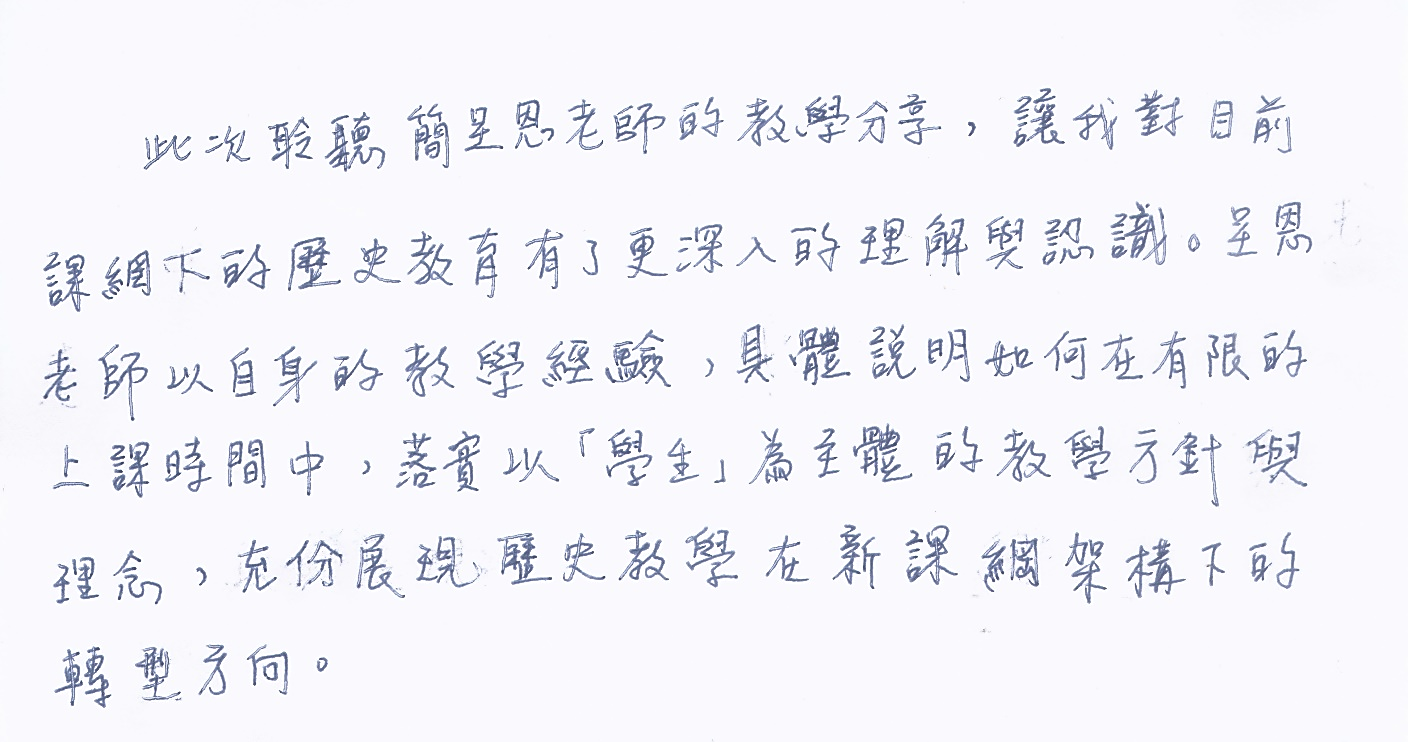 此次聆聽簡呈恩老師的教學分享，讓我對目前
課綱下的歷史教育有了更深入的理解與認識。呈恩
老師以自身的教學經驗，具體說明如何在有限的
上課時間中，落實以「學生」為主體的教學方針與
理念，充份展現歷史教學在新課綱架構下的
轉型方向。